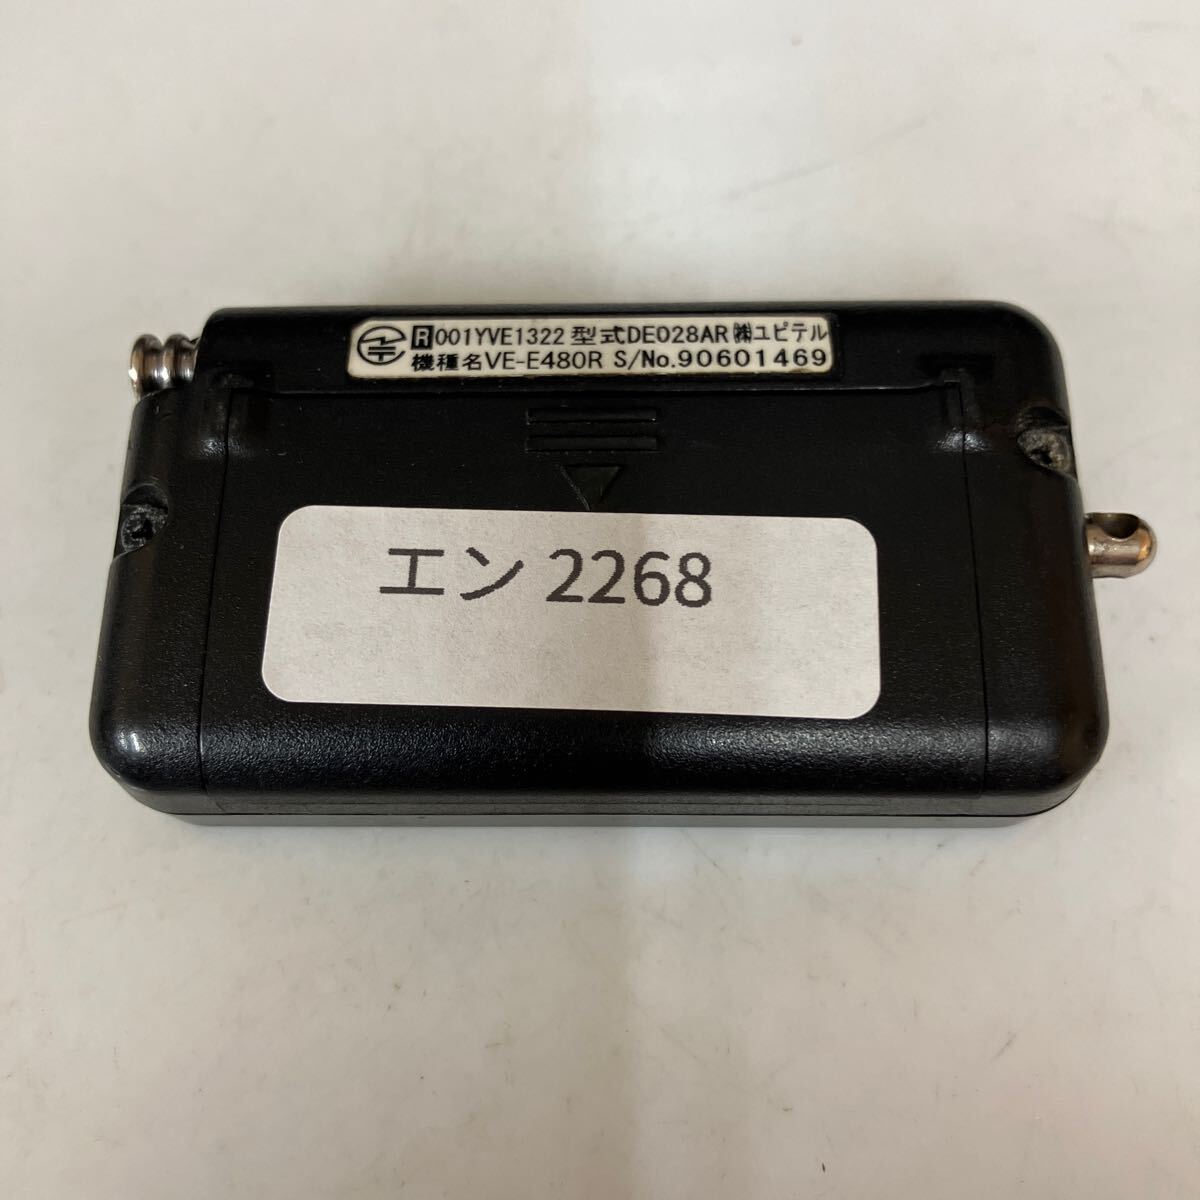 R 001YVE1322 型式DE028AR ㈱ユピテル
機種名VE-E480R S/No.90601469
エン 2268